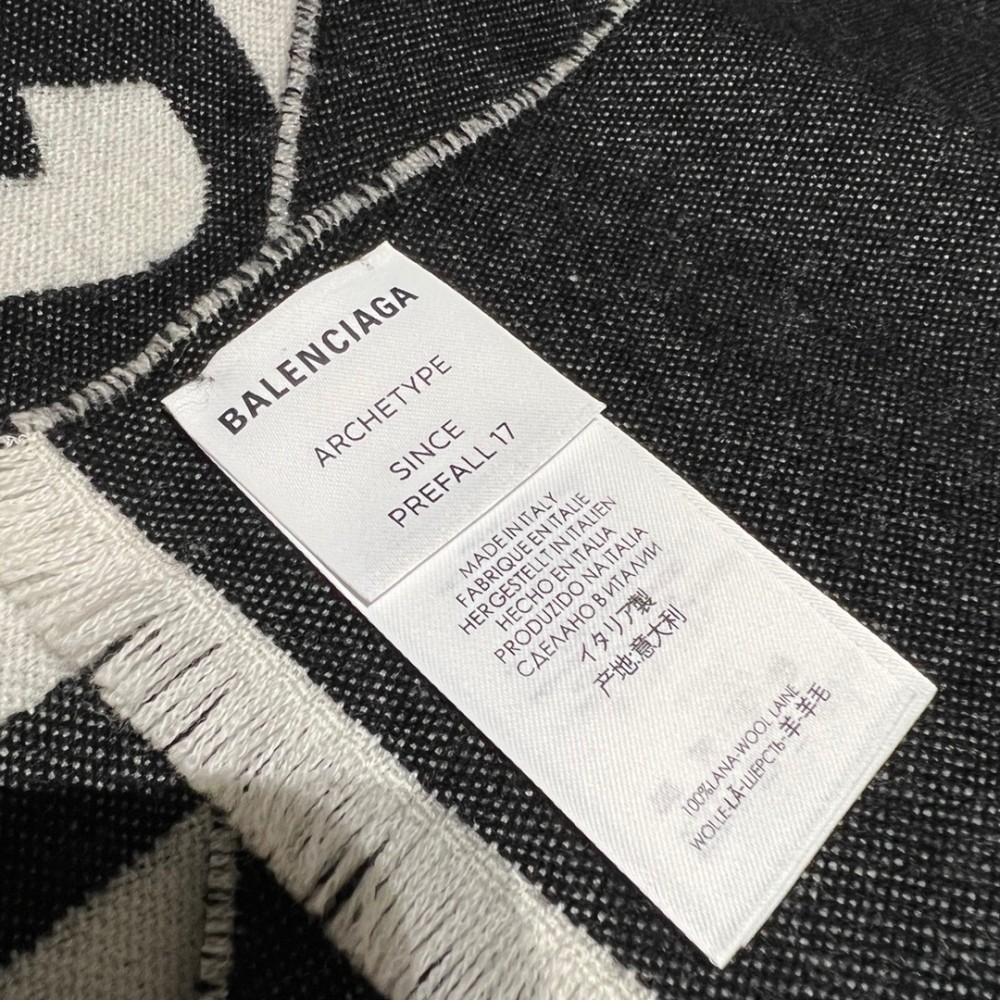 BALENCIAGA
ARCHETYPE
SINCE
PREFALL 17
MADE IN ITALY
FABRIQUE EN ITALIE
HERGESTELLT IN ITALIEN
HECHO EN ITALIA
PRODUZIDO NA ITALIA
СДЕЛАНО В ИТАЛИИ
イタリア製
产地:意大利
100%LANA-WOOL LAINE
WOLLE-LÃ-ШЕРСТЬ-羊-羊毛